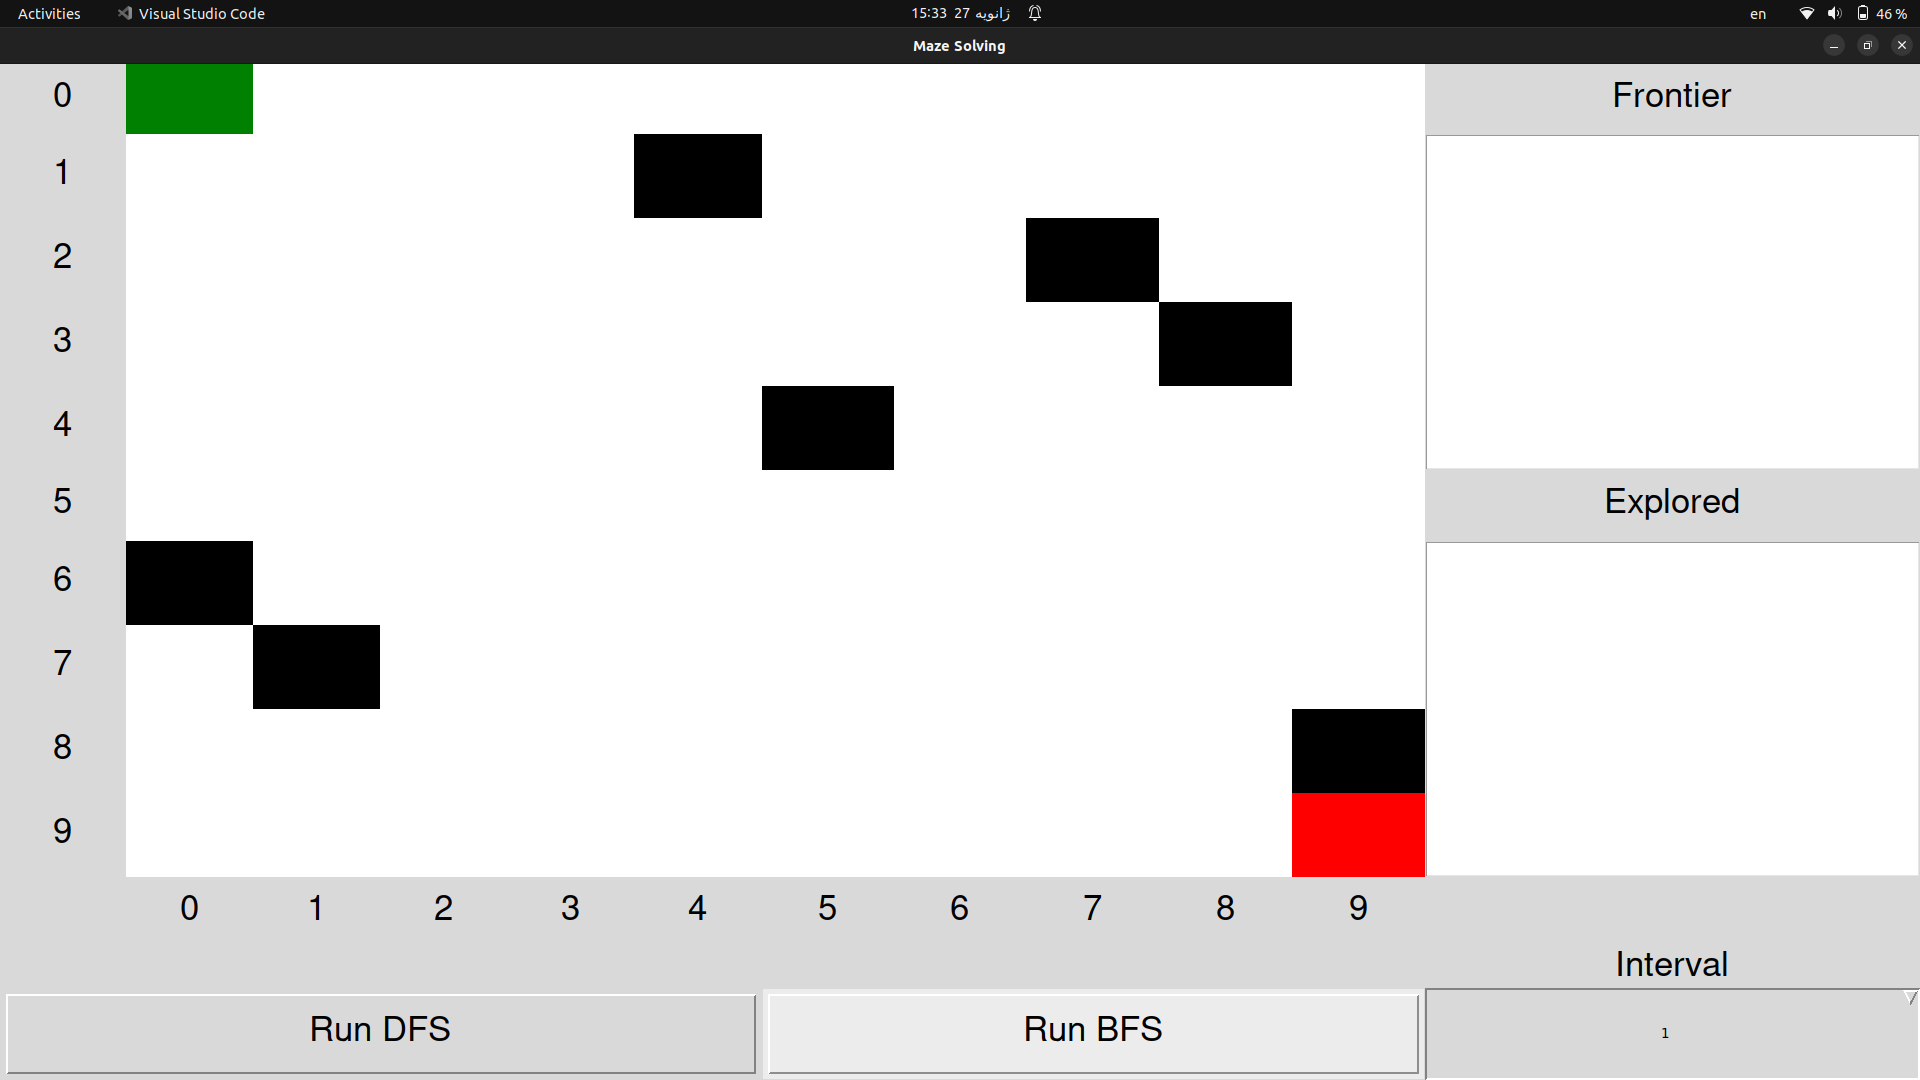 Activities
Visual Studio Code
15:33 27 ژانویه
en
46 %
Maze Solving
0
Frontier
1
2
3
4
5
Explored
6
7
8
9
0 1 2 3 4 5 6 7 8 9
Interval
Run DFS
Run BFS
1